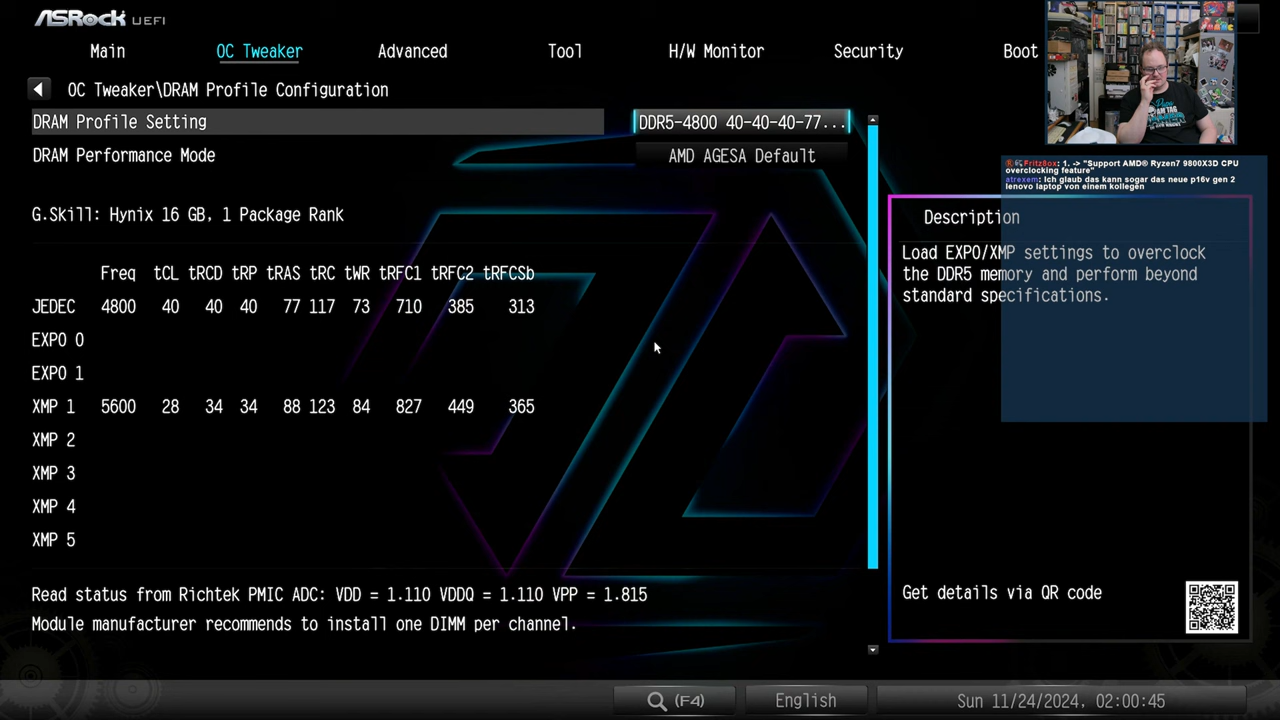 ASRock UEFI
Main OC Tweaker Advanced Tool H/W Monitor Security Boot
OC Tweaker\DRAM Profile Configuration
DRAM Profile Setting DDR5-4800 40-40-40-77...
DRAM Performance Mode AMD AGESA Default
G.Skill: Hynix 16 GB, 1 Package Rank
Freq tCL tRCD tRP tRAS tRC tWR tRFC1 tRFC2 tRFCSb
JEDEC 4800 40 40 40 77 117 73 710 385 313
EXPO 0
EXPO 1
XMP 1 5600 28 34 34 88 123 84 827 449 365
XMP 2
XMP 3
XMP 4
XMP 5
Read status from Richtek PMIC ADC: VDD = 1.110 VDDQ = 1.110 VPP = 1.815
Module manufacturer recommends to install one DIMM per channel.
FritzBox: 1. -> "Support AMD® Ryzen7 9800X3D CPU
overclocking feature"
atrexem: Ich glaub das kann sogar das neue p16v gen 2
lenovo laptop von einem kollegen
Description
Load EXPO/XMP settings to overclock
the DDR5 memory and perform beyond
standard specifications.
Get details via QR code
(F4) English Sun 11/24/2024, 02:00:45